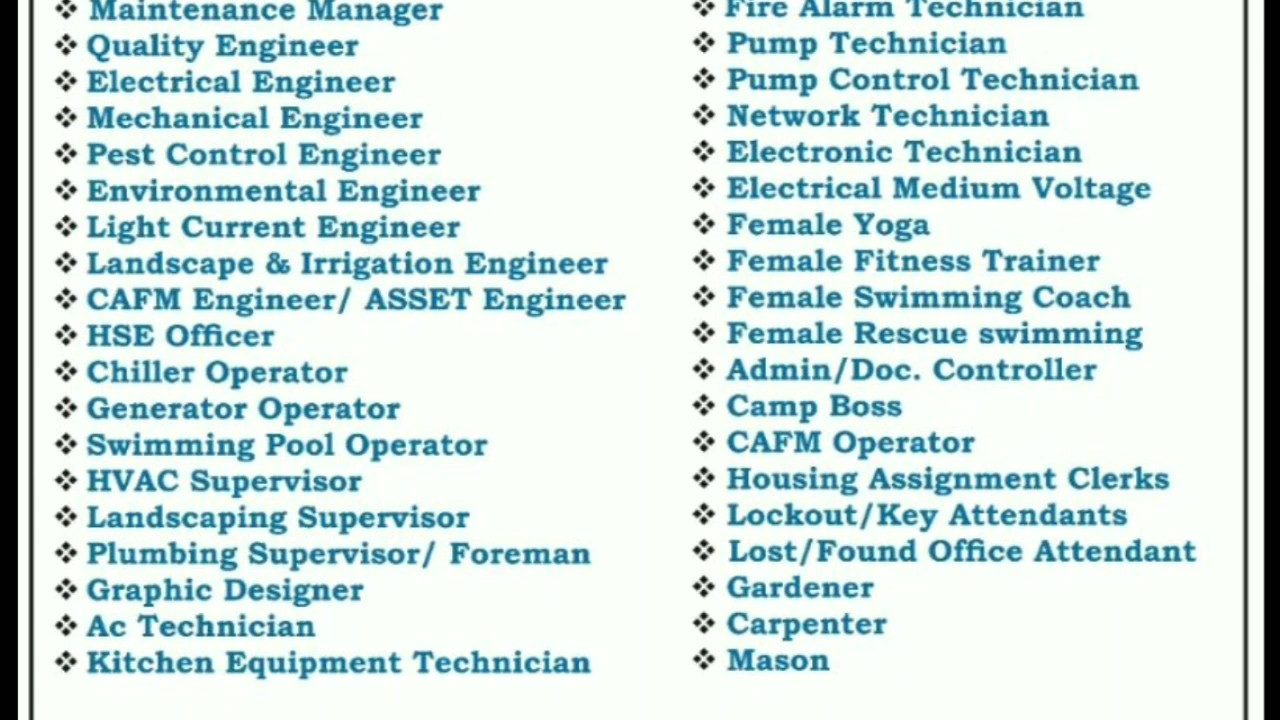 Maintenance Manager
Quality Engineer
Electrical Engineer
Mechanical Engineer
Pest Control Engineer
Environmental Engineer
Light Current Engineer
Landscape & Irrigation Engineer
CAFM Engineer/ ASSET Engineer
HSE Officer
Chiller Operator
Generator Operator
Swimming Pool Operator
HVAC Supervisor
Landscaping Supervisor
Plumbing Supervisor/ Foreman
Graphic Designer
Ac Technician
Kitchen Equipment Technician
Fire Alarm Technician
Pump Technician
Pump Control Technician
Network Technician
Electronic Technician
Electrical Medium Voltage
Female Yoga
Female Fitness Trainer
Female Swimming Coach
Female Rescue swimming
Admin/Doc. Controller
Camp Boss
CAFM Operator
Housing Assignment Clerks
Lockout/Key Attendants
Lost/Found Office Attendant
Gardener
Carpenter
Mason